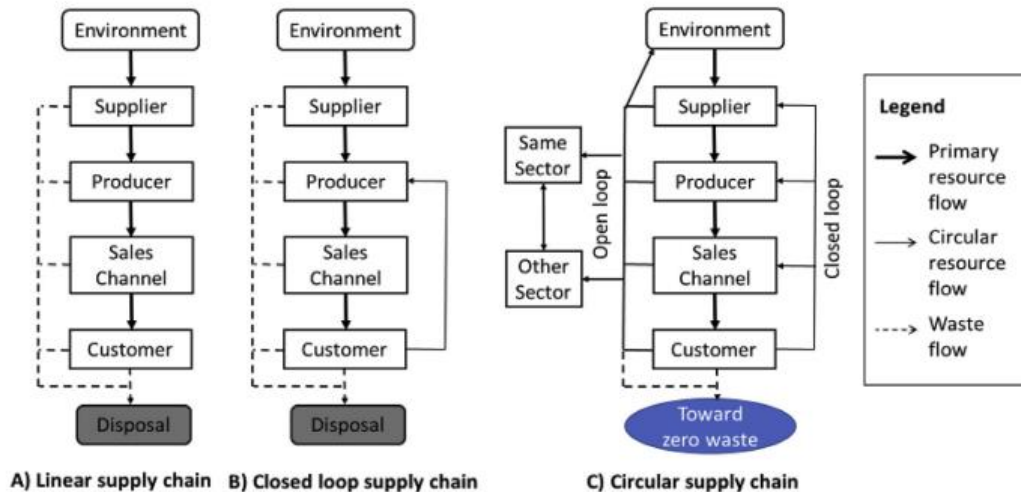 Environment
Supplier
Producer
Sales
Channel
Customer
Disposal
A) Linear supply chain
Environment
Supplier
Producer
Sales
Channel
Customer
Disposal
B) Closed loop supply chain
Environment
Supplier
Producer
Sales
Channel
Customer
Same
Sector
Other
Sector
Open loop
Closed loop
Toward
zero waste
C) Circular supply chain
Legend
Primary
resource
flow
Circular
resource
flow
Waste
flow